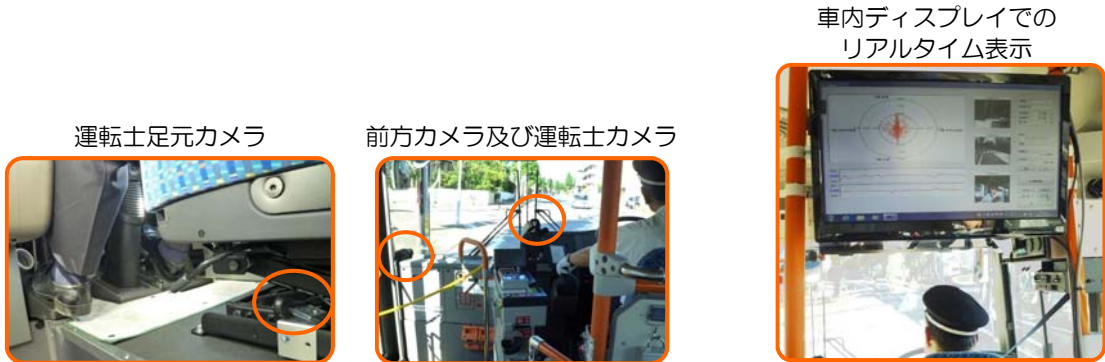 車内ディスプレイでの
リアルタイム表示
運転士足元カメラ
前方カメラ及び運転士カメラ